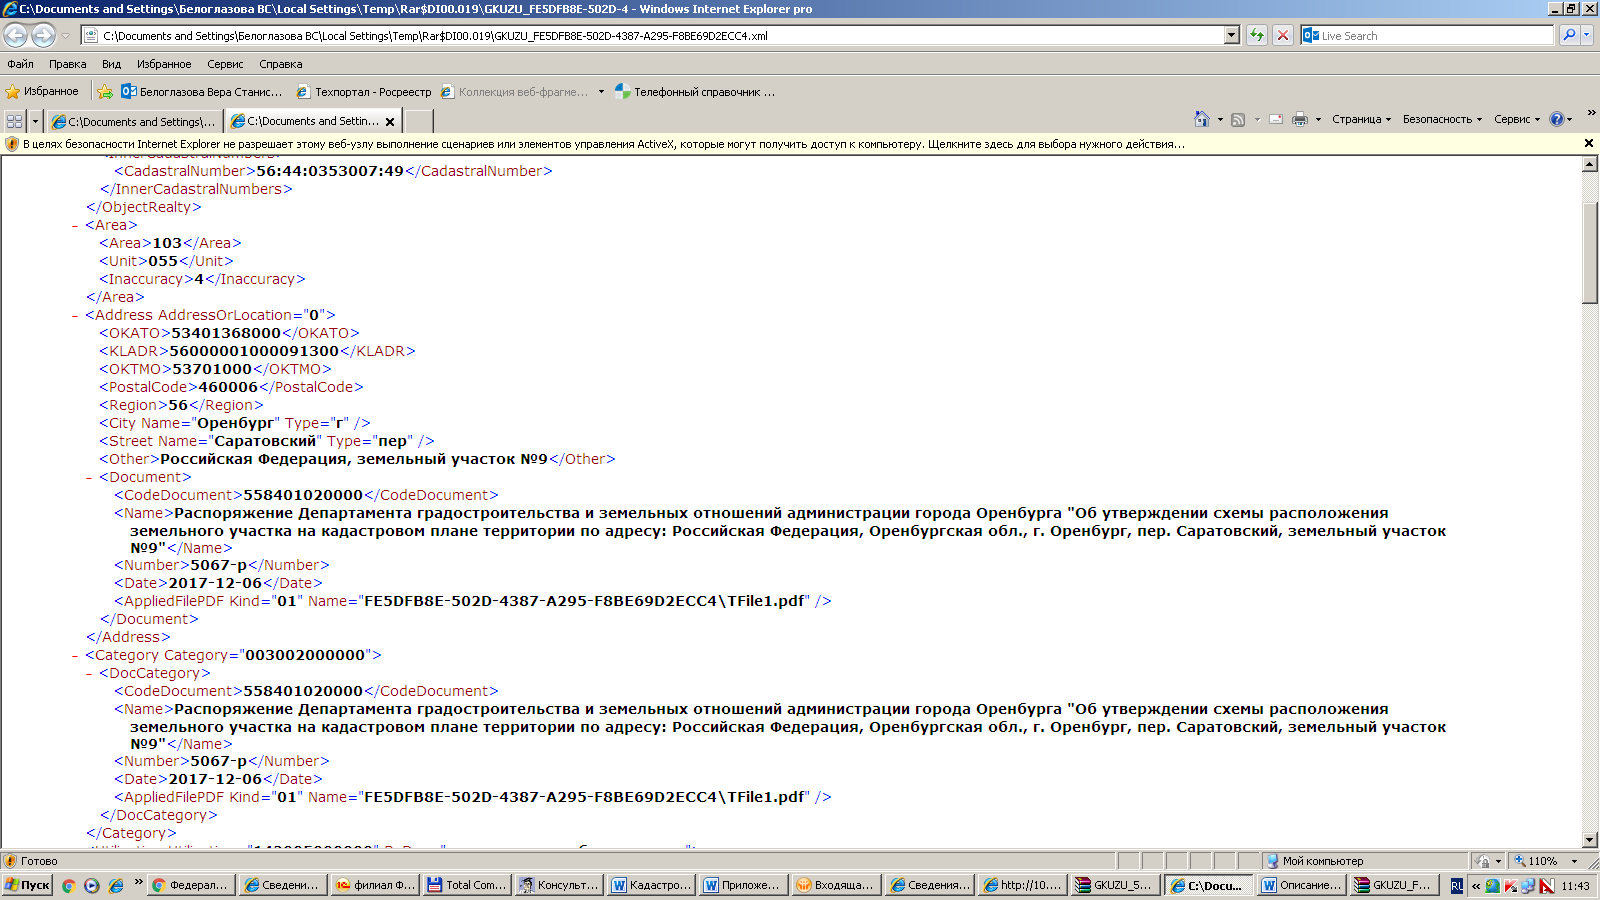 C:\Documents and Settings\Белоглазова ВС\Local Settings\Temp\Rar$DI00.019\GKUZU_FE5DFB8E-502D-4 - Windows Internet Explorer pro
C:\Documents and Settings\Белоглазова ВС\Local Settings\Temp\Rar$DI00.019\GKUZU_FE5DFB8E-502D-4387-A295-F8BE69D2ECC4.xml
Live Search
Файл Правка Вид Избранное Сервис Справка
Избранное Белоглазова Вера Станис... Техпортал - Росреестр Коллекция веб-фрагме... Телефонный справочник ...
C:\Documents and Settings\... C:\Documents and Settin... Страница Безопасность Сервис
В целях безопасности Internet Explorer не разрешает этому веб-узлу выполнение сценариев или элементов управления ActiveX, которые могут получить доступ к компьютеру. Щелкните здесь для выбора нужного действия...
<CadastralNumber>56:44:0353007:49</CadastralNumber>
</InnerCadastralNumbers>
</ObjectRealty>
- <Area>
<Area>103</Area>
<Unit>055</Unit>
<Inaccuracy>4</Inaccuracy>
</Area>
- <Address AddressOrLocation="0">
<OKATO>53401368000</OKATO>
<KLADR>56000001000091300</KLADR>
<OKTMO>53701000</OKTMO>
<PostalCode>460006</PostalCode>
<Region>56</Region>
<City Name="Оренбург" Type="г" />
<Street Name="Саратовский" Type="пер" />
<Other>Российская Федерация, земельный участок №9</Other>
- <Document>
<CodeDocument>558401020000</CodeDocument>
<Name>Распоряжение Департамента градостроительства и земельных отношений администрации города Оренбурга "Об утверждении схемы расположения
земельного участка на кадастровом плане территории по адресу: Российская Федерация, Оренбургская обл., г. Оренбург, пер. Саратовский, земельный участок
№9"</Name>
<Number>5067-р</Number>
<Date>2017-12-06</Date>
<AppliedFilePDF Kind="01" Name="FE5DFB8E-502D-4387-A295-F8BE69D2ECC4\TFile1.pdf" />
</Document>
</Address>
- <Category Category="003002000000">
- <DocCategory>
<CodeDocument>558401020000</CodeDocument>
<Name>Распоряжение Департамента градостроительства и земельных отношений администрации города Оренбурга "Об утверждении схемы расположения
земельного участка на кадастровом плане территории по адресу: Российская Федерация, Оренбургская обл., г. Оренбург, пер. Саратовский, земельный участок
№9"</Name>
<Number>5067-р</Number>
<Date>2017-12-06</Date>
<AppliedFilePDF Kind="01" Name="FE5DFB8E-502D-4387-A295-F8BE69D2ECC4\TFile1.pdf" />
</DocCategory>
</Category>
Готово Мой компьютер 110%
Пуск Федерал... Сведени... филиал Ф... Total Com... Консульт... Кадастро... Приложе... Входяща... Сведения... http://10.... GKUZU_5... C:\Docu... Описание... GKUZU_F... RL 11:43